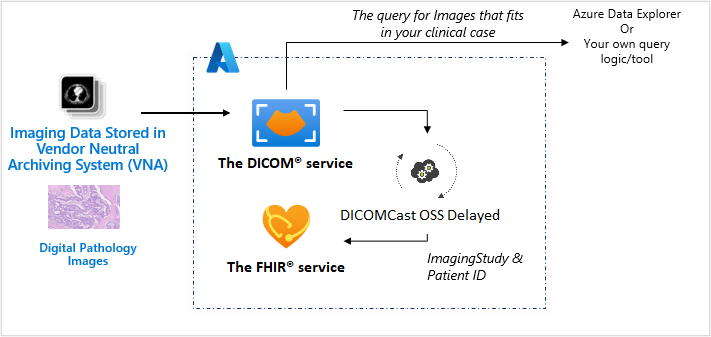 The query for Images that fits
in your clinical case
Azure Data Explorer
Or
Your own query
logic/tool
Imaging Data Stored in
Vendor Neutral
Archiving System (VNA)
The DICOM® service
DICOMCast OSS Delayed
Digital Pathology
Images
The FHIR® service
ImagingStudy &
Patient ID